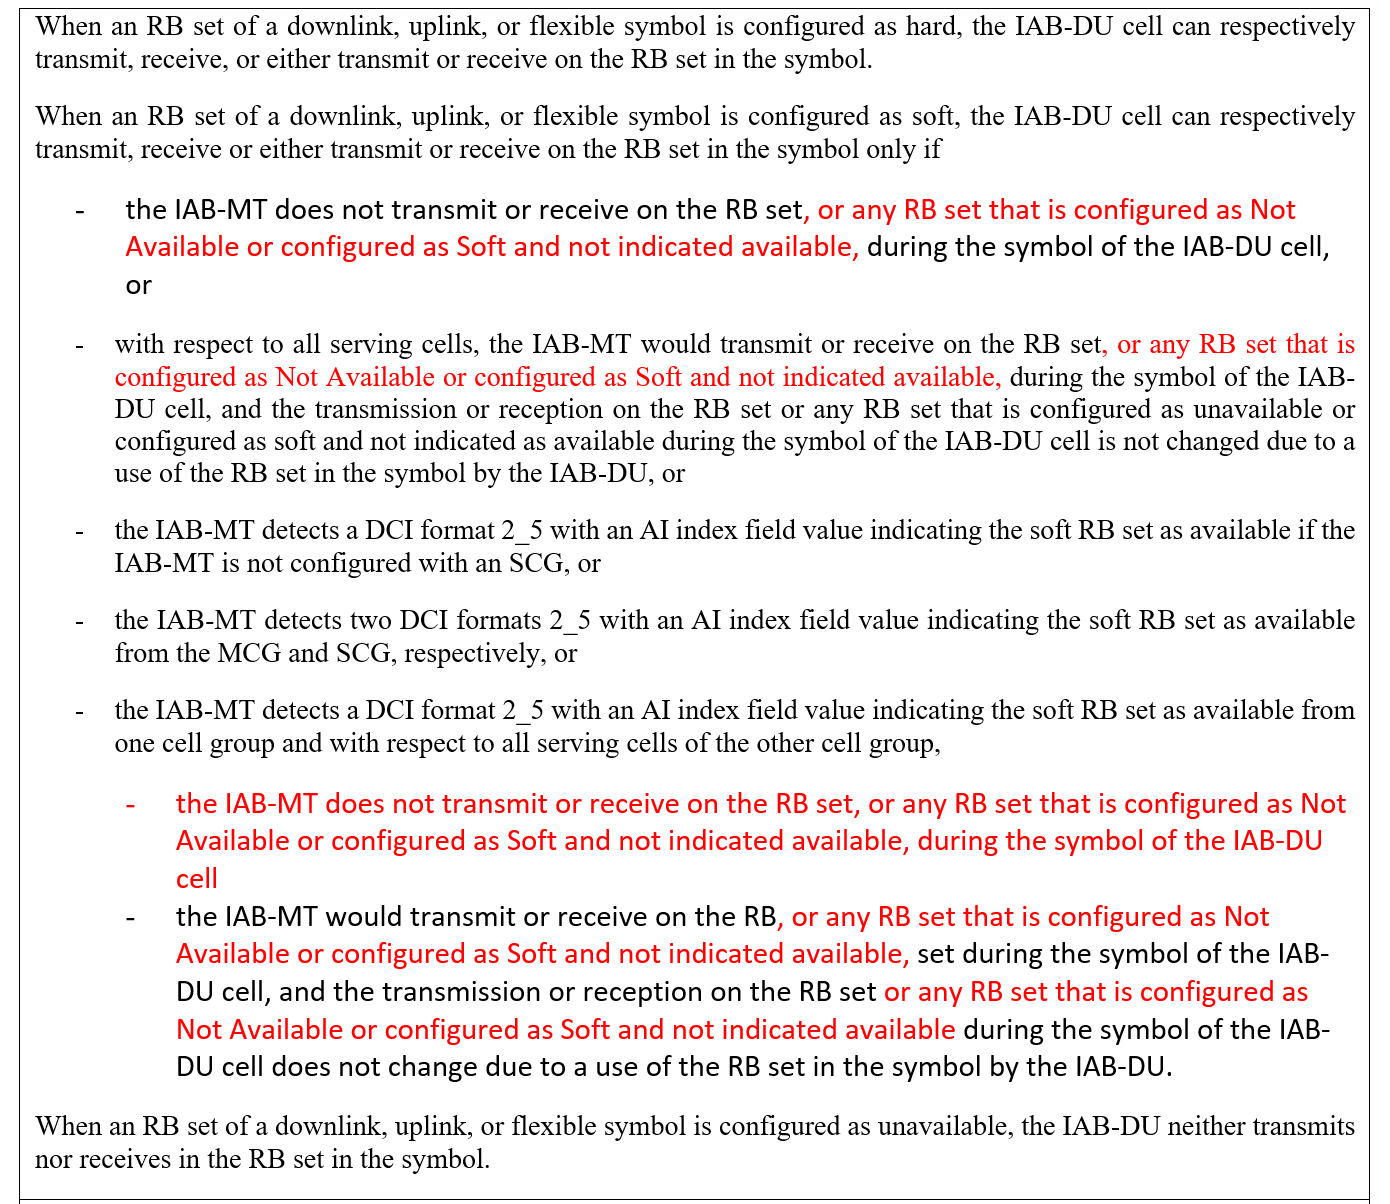 When an RB set of a downlink, uplink, or flexible symbol is configured as hard, the IAB-DU cell can respectively
transmit, receive, or either transmit or receive on the RB set in the symbol.
When an RB set of a downlink, uplink, or flexible symbol is configured as soft, the IAB-DU cell can respectively
transmit, receive or either transmit or receive on the RB set in the symbol only if
- the IAB-MT does not transmit or receive on the RB set, or any RB set that is configured as Not
Available or configured as Soft and not indicated available, during the symbol of the IAB-DU cell,
or
- with respect to all serving cells, the IAB-MT would transmit or receive on the RB set, or any RB set that is
configured as Not Available or configured as Soft and not indicated available, during the symbol of the IAB-
DU cell, and the transmission or reception on the RB set or any RB set that is configured as unavailable or
configured as soft and not indicated as available during the symbol of the IAB-DU cell is not changed due to a
use of the RB set in the symbol by the IAB-DU, or
- the IAB-MT detects a DCI format 2_5 with an AI index field value indicating the soft RB set as available if the
IAB-MT is not configured with an SCG, or
- the IAB-MT detects two DCI formats 2_5 with an AI index field value indicating the soft RB set as available
from the MCG and SCG, respectively, or
- the IAB-MT detects a DCI format 2_5 with an AI index field value indicating the soft RB set as available from
one cell group and with respect to all serving cells of the other cell group,
- the IAB-MT does not transmit or receive on the RB set, or any RB set that is configured as Not
Available or configured as Soft and not indicated available, during the symbol of the IAB-DU
cell
- the IAB-MT would transmit or receive on the RB, or any RB set that is configured as Not
Available or configured as Soft and not indicated available, set during the symbol of the IAB-
DU cell, and the transmission or reception on the RB set or any RB set that is configured as
Not Available or configured as Soft and not indicated available during the symbol of the IAB-
DU cell does not change due to a use of the RB set in the symbol by the IAB-DU.
When an RB set of a downlink, uplink, or flexible symbol is configured as unavailable, the IAB-DU neither transmits
nor receives in the RB set in the symbol.